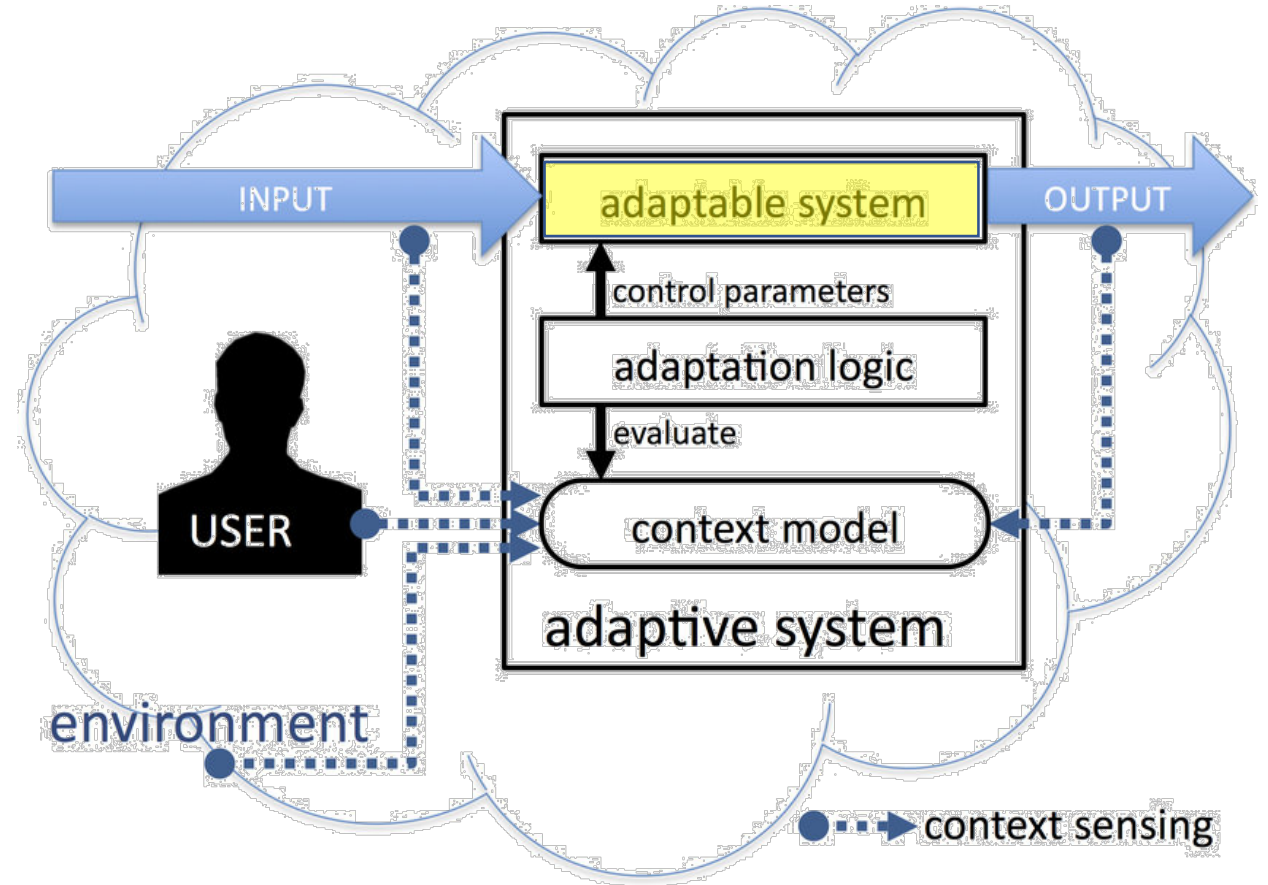 INPUT
adaptable system
OUTPUT
control parameters
adaptation logic
evaluate
USER
context model
adaptive system
environment
context sensing